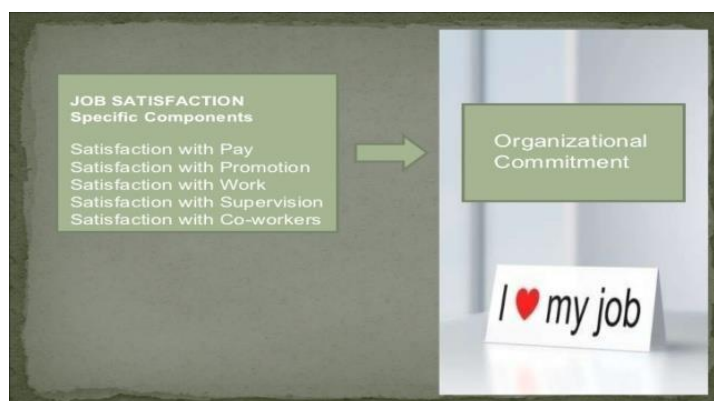 JOB SATISFACTION
Specific Components
Satisfaction with Pay
Satisfaction with Promotion
Satisfaction with Work
Satisfaction with Supervision
Satisfaction with Co-workers
Organizational
Commitment
I ♥ my job